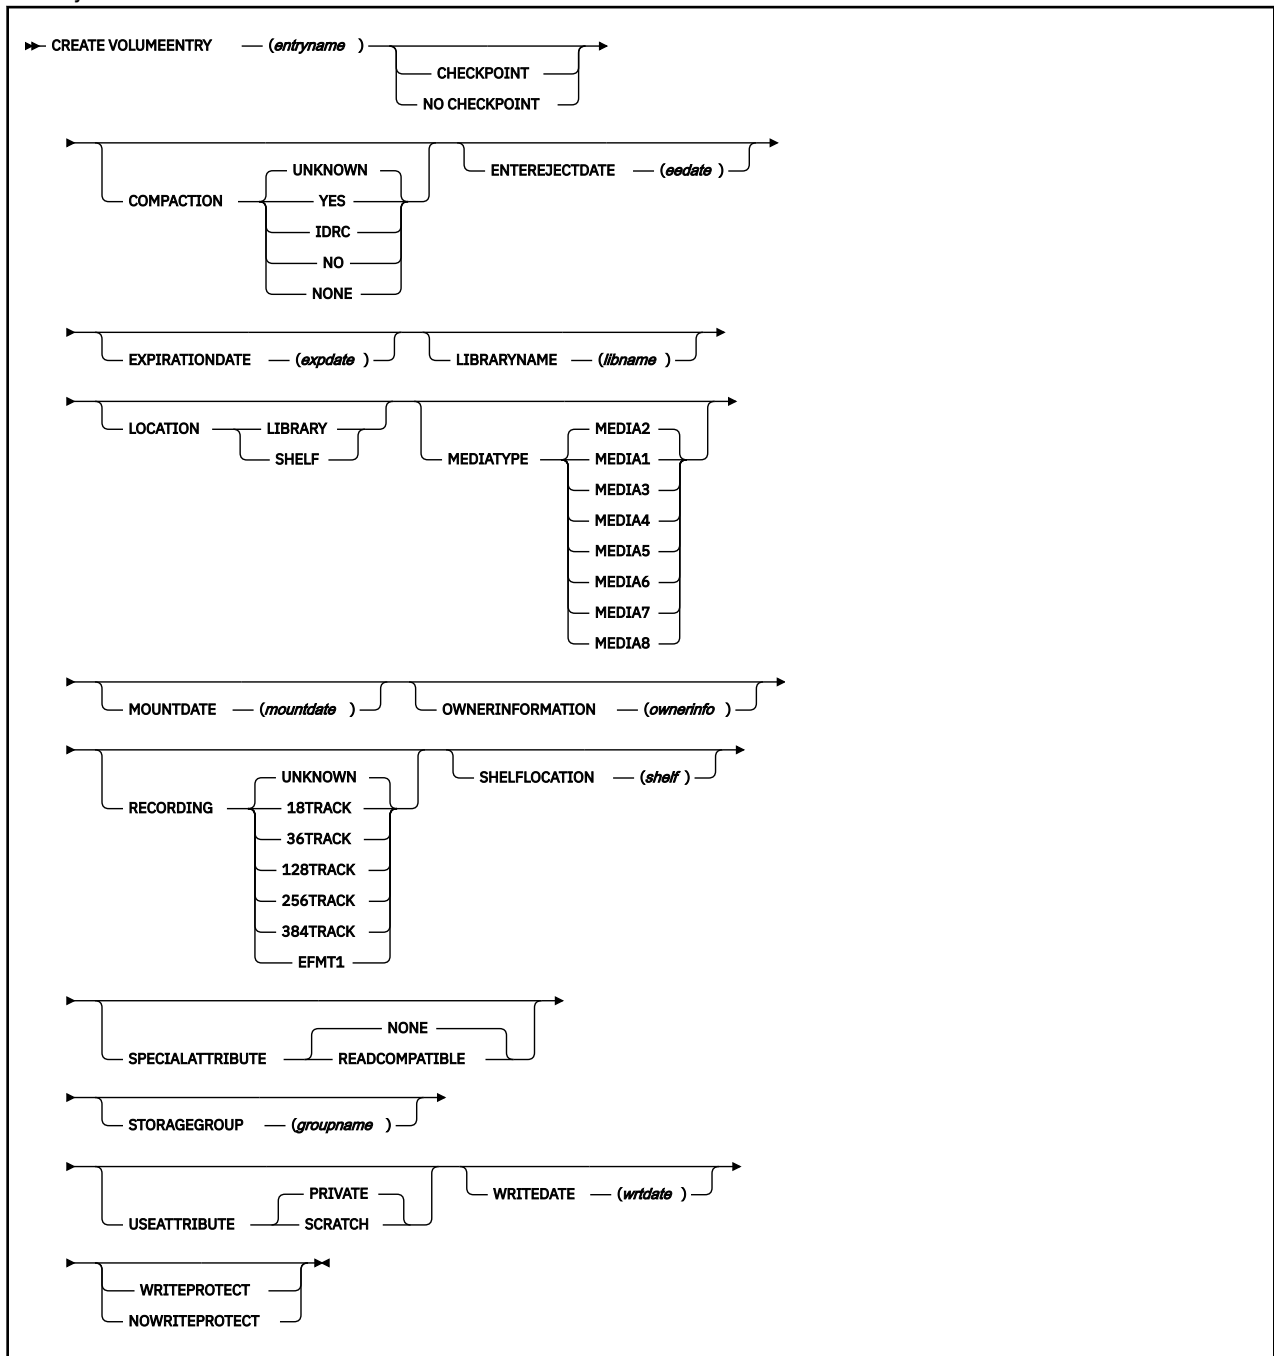 CREATE VOLUMEENTRY (entryname )
CHECKPOINT
NO CHECKPOINT
COMPACTION
UNKNOWN
YES
IDRC
NO
NONE
ENTEREJECTDATE (eedate )
EXPIRATIONDATE (expdate ) LIBRARYNAME (libname )
LOCATION
LIBRARY
SHELF
MEDIATYPE
MEDIA2
MEDIA1
MEDIA3
MEDIA4
MEDIA5
MEDIA6
MEDIA7
MEDIA8
MOUNTDATE (mountdate ) OWNERINFORMATION (ownerinfo )
RECORDING
UNKNOWN
18TRACK
36TRACK
128TRACK
256TRACK
384TRACK
EFMT1
SHELFLOCATION (shelf )
SPECIALATTRIBUTE
NONE
READCOMPATIBLE
STORAGEGROUP (groupname )
USEATTRIBUTE
PRIVATE
SCRATCH
WRITEDATE (wrtdate )
WRITEPROTECT
NOWRITEPROTECT